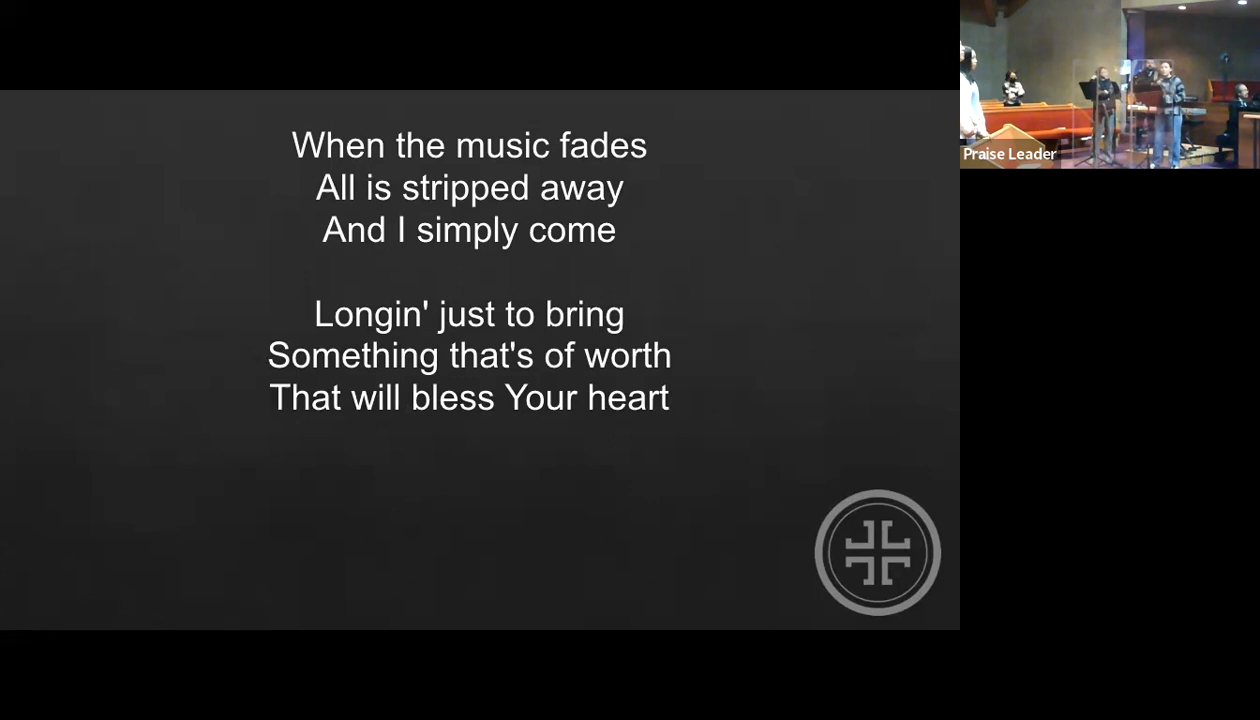 When the music fades
All is stripped away
And I simply come
Longin' just to bring
Something that's of worth
That will bless Your heart
Praise Leader